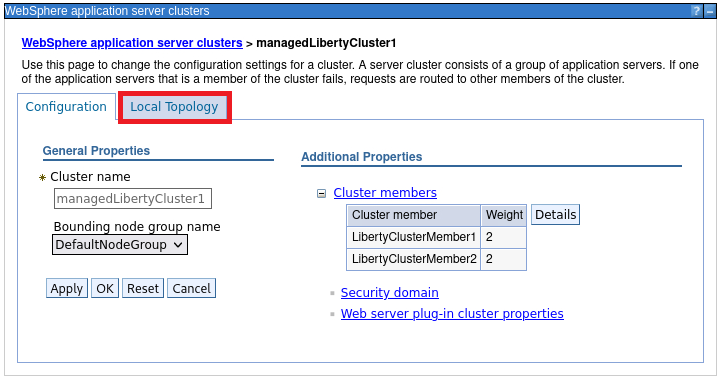 WebSphere application server clusters ? –
WebSphere application server clusters > managedLibertyCluster1
Use this page to change the configuration settings for a cluster. A server cluster consists of a group of application servers. If one
of the application servers that is a member of the cluster fails, requests are routed to other members of the cluster.
Configuration Local Topology
General Properties
* Cluster name
managedLibertyCluster1
Bounding node group name
DefaultNodeGroup
Apply OK Reset Cancel
Additional Properties
Cluster members
Cluster member Weight Details
LibertyClusterMember1 2
LibertyClusterMember2 2
Security domain
Web server plug-in cluster properties